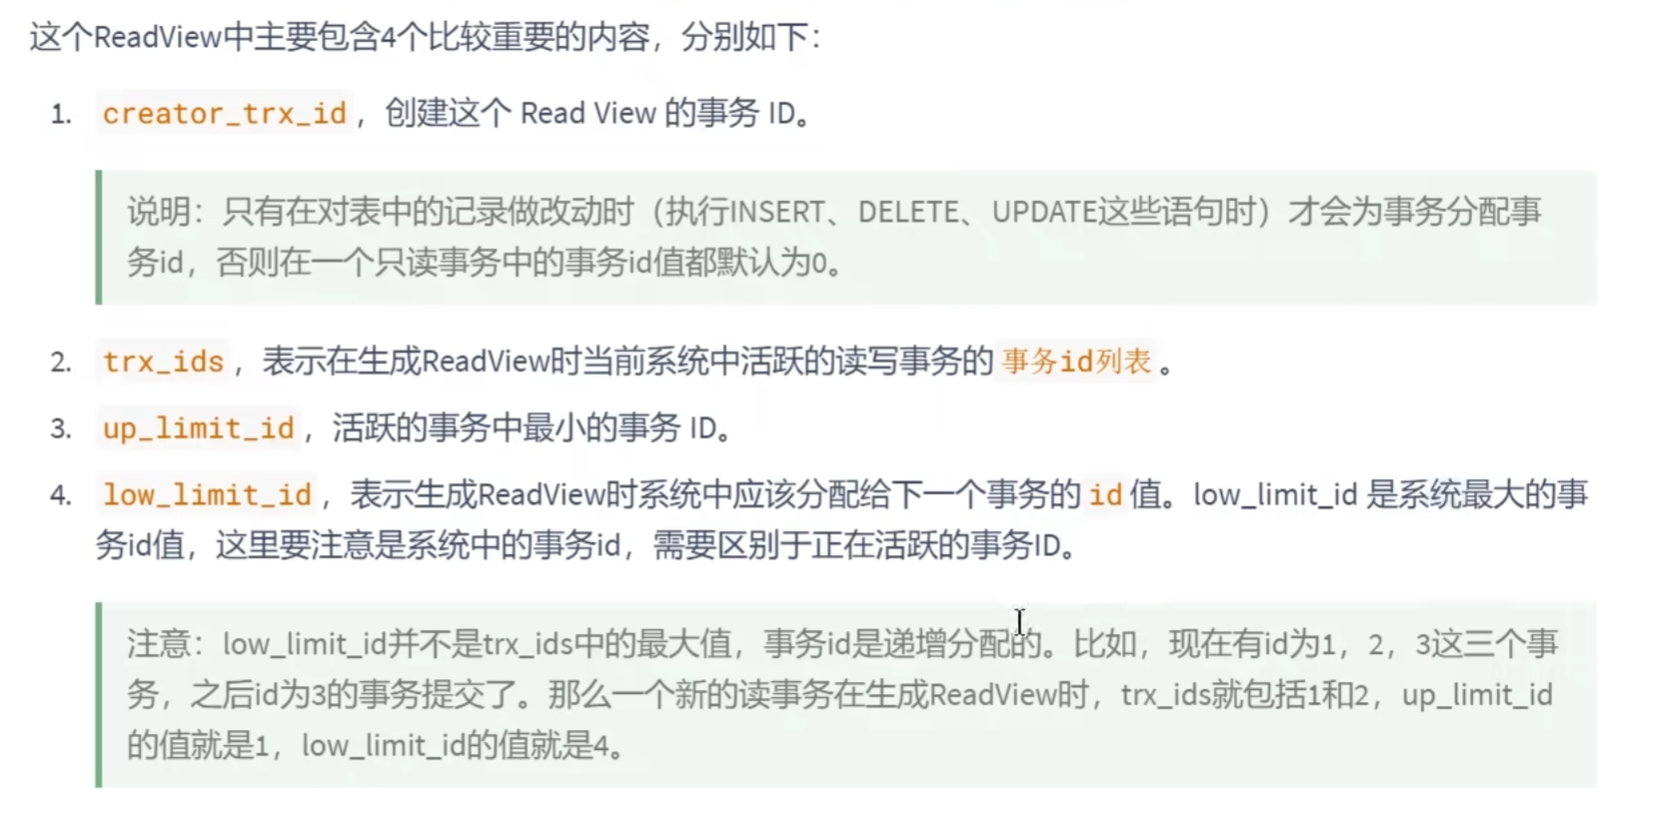 这个ReadView中主要包含4个比较重要的内容，分别如下：
1. creator_trx_id，创建这个 Read View 的事务 ID。
说明：只有在对表中的记录做改动时（执行INSERT、DELETE、UPDATE这些语句时）才会为事务分配事
务id，否则在一个只读事务中的事务id值都默认为0。
2. trx_ids，表示在生成ReadView时当前系统中活跃的读写事务的事务id列表。
3. up_limit_id，活跃的事务中最小的事务 ID。
4. low_limit_id，表示生成ReadView时系统中应该分配给下一个事务的id值。low_limit_id 是系统最大的事
务id值，这里要注意是系统中的事务id，需要区别于正在活跃的事务ID。
注意：low_limit_id并不是trx_ids中的最大值，事务id是递增分配的。比如，现在有id为1，2，3这三个事
务，之后id为3的事务提交了。那么一个新的读事务在生成ReadView时，trx_ids就包括1和2，up_limit_id
的值就是1，low_limit_id的值就是4。